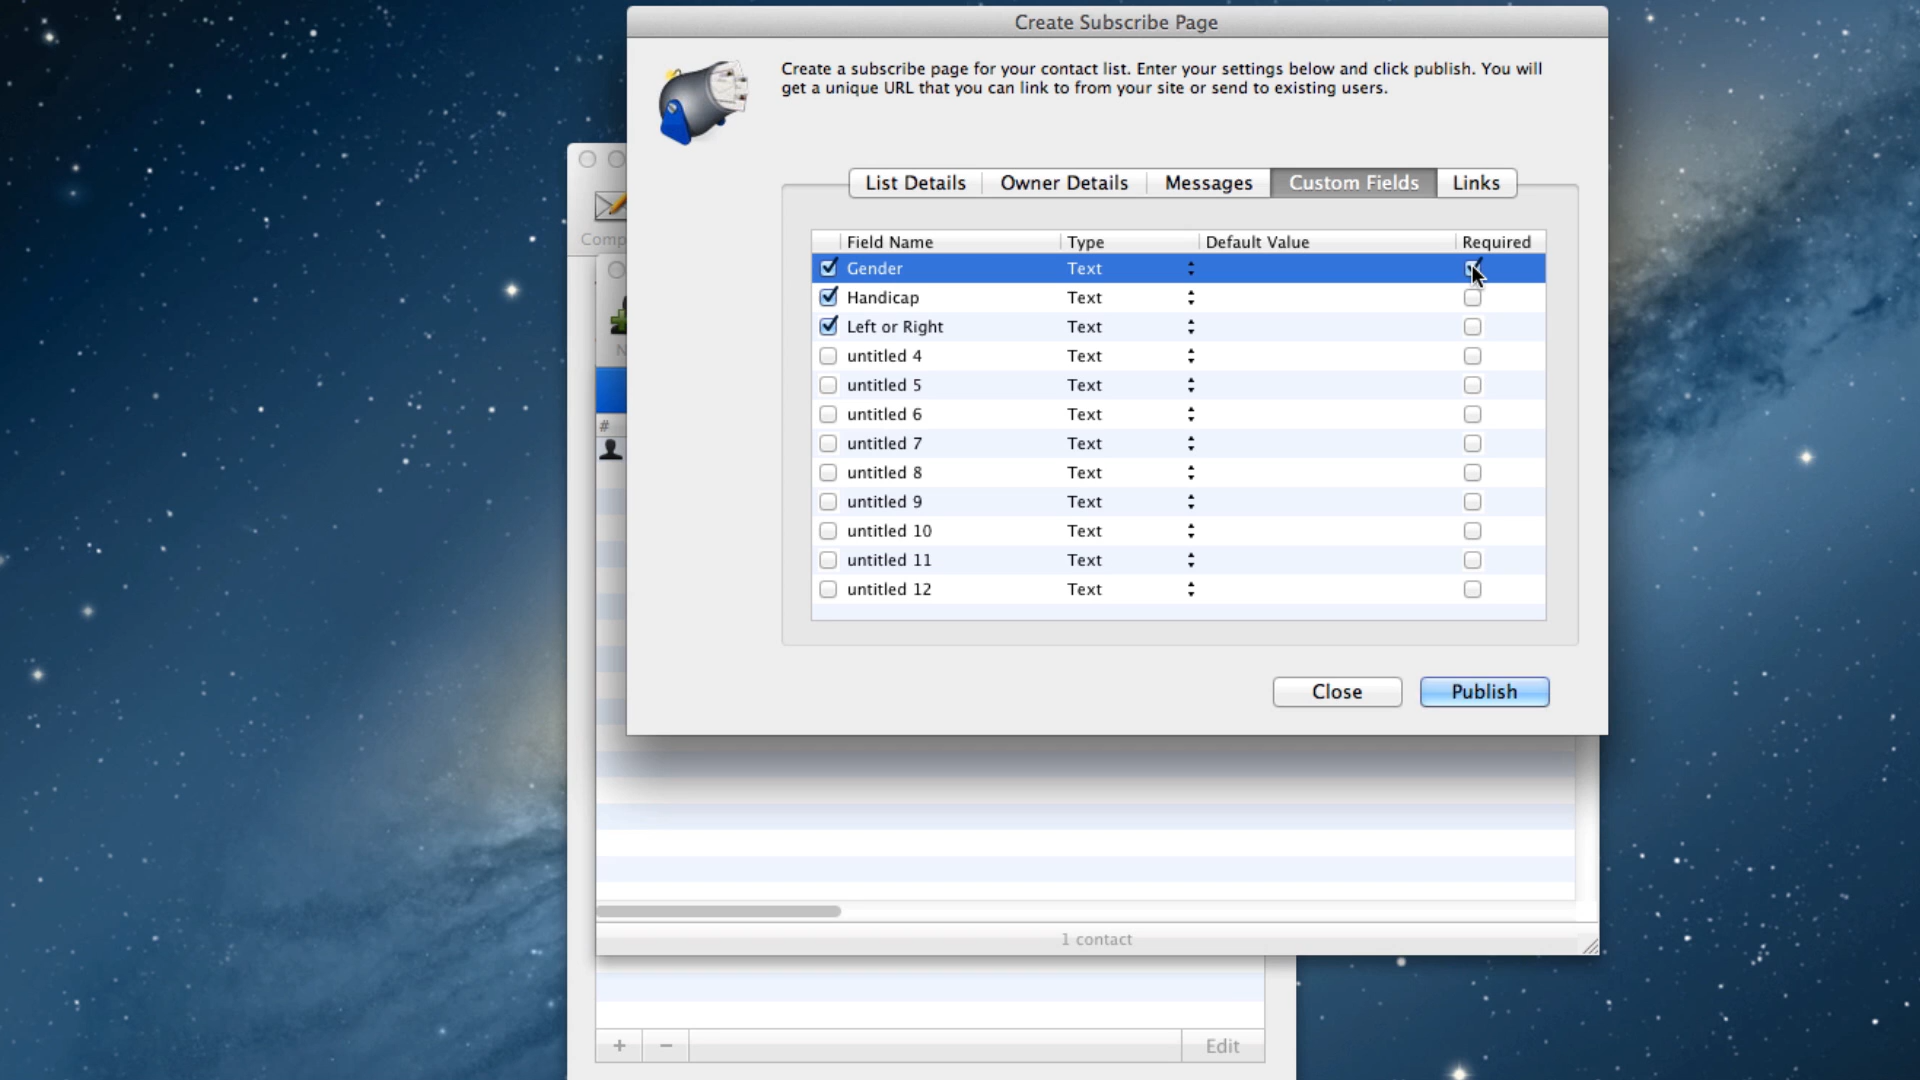 Create Subscribe Page
Create a subscribe page for your contact list. Enter your settings below and click publish. You will
get a unique URL that you can link to from your site or send to existing users.
List Details Owner Details Messages Custom Fields Links
Comp
Field Name Type Default Value Required
Gender Text
Handicap Text
Left or Right Text
N
untitled 4 Text
untitled 5 Text
untitled 6 Text
#
untitled 7 Text
untitled 8 Text
untitled 9 Text
untitled 10 Text
untitled 11 Text
untitled 12 Text
Close Publish
1 contact
+ − Edit